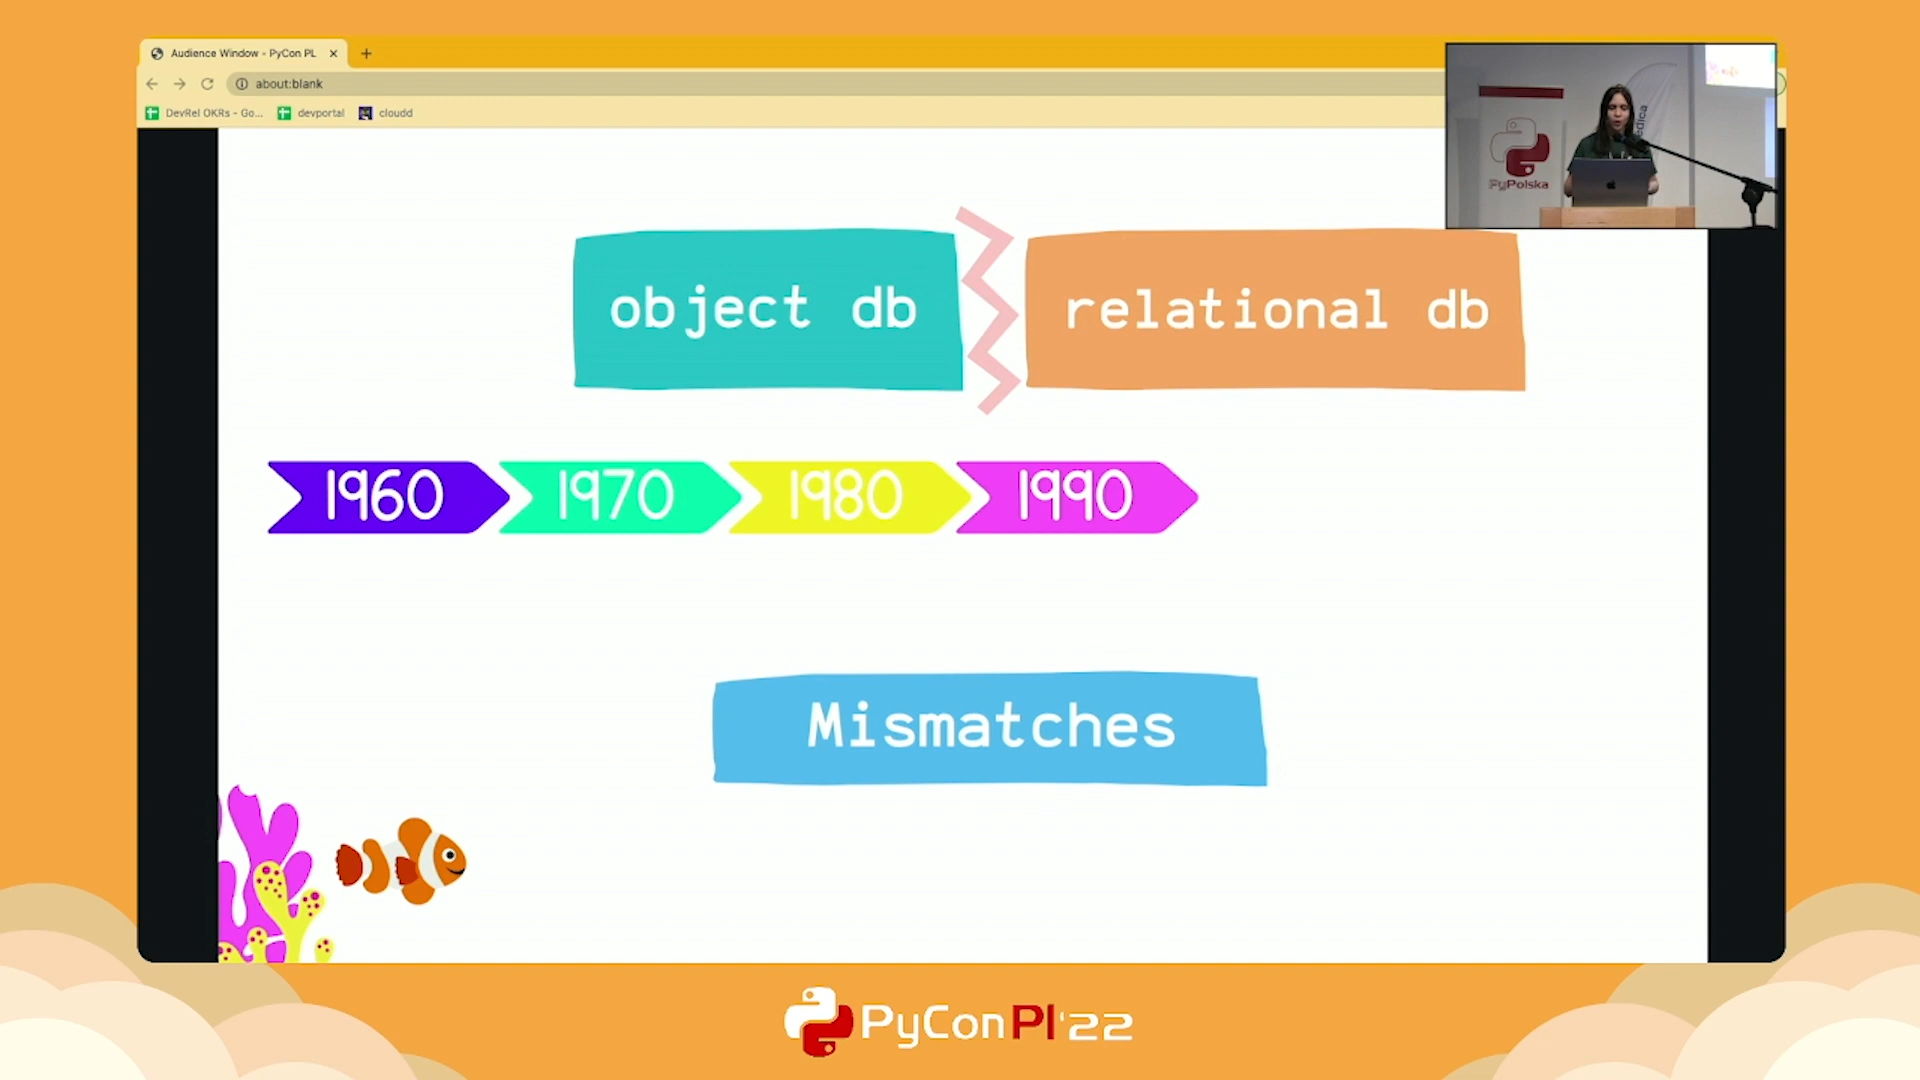 Audience Window - PyCon PL
about:blank
DevRel OKRs - Go...
devportal
cloudd
PyPolska
edica
object db
relational db
1960
1970
1980
1990
Mismatches
PyConPl'22